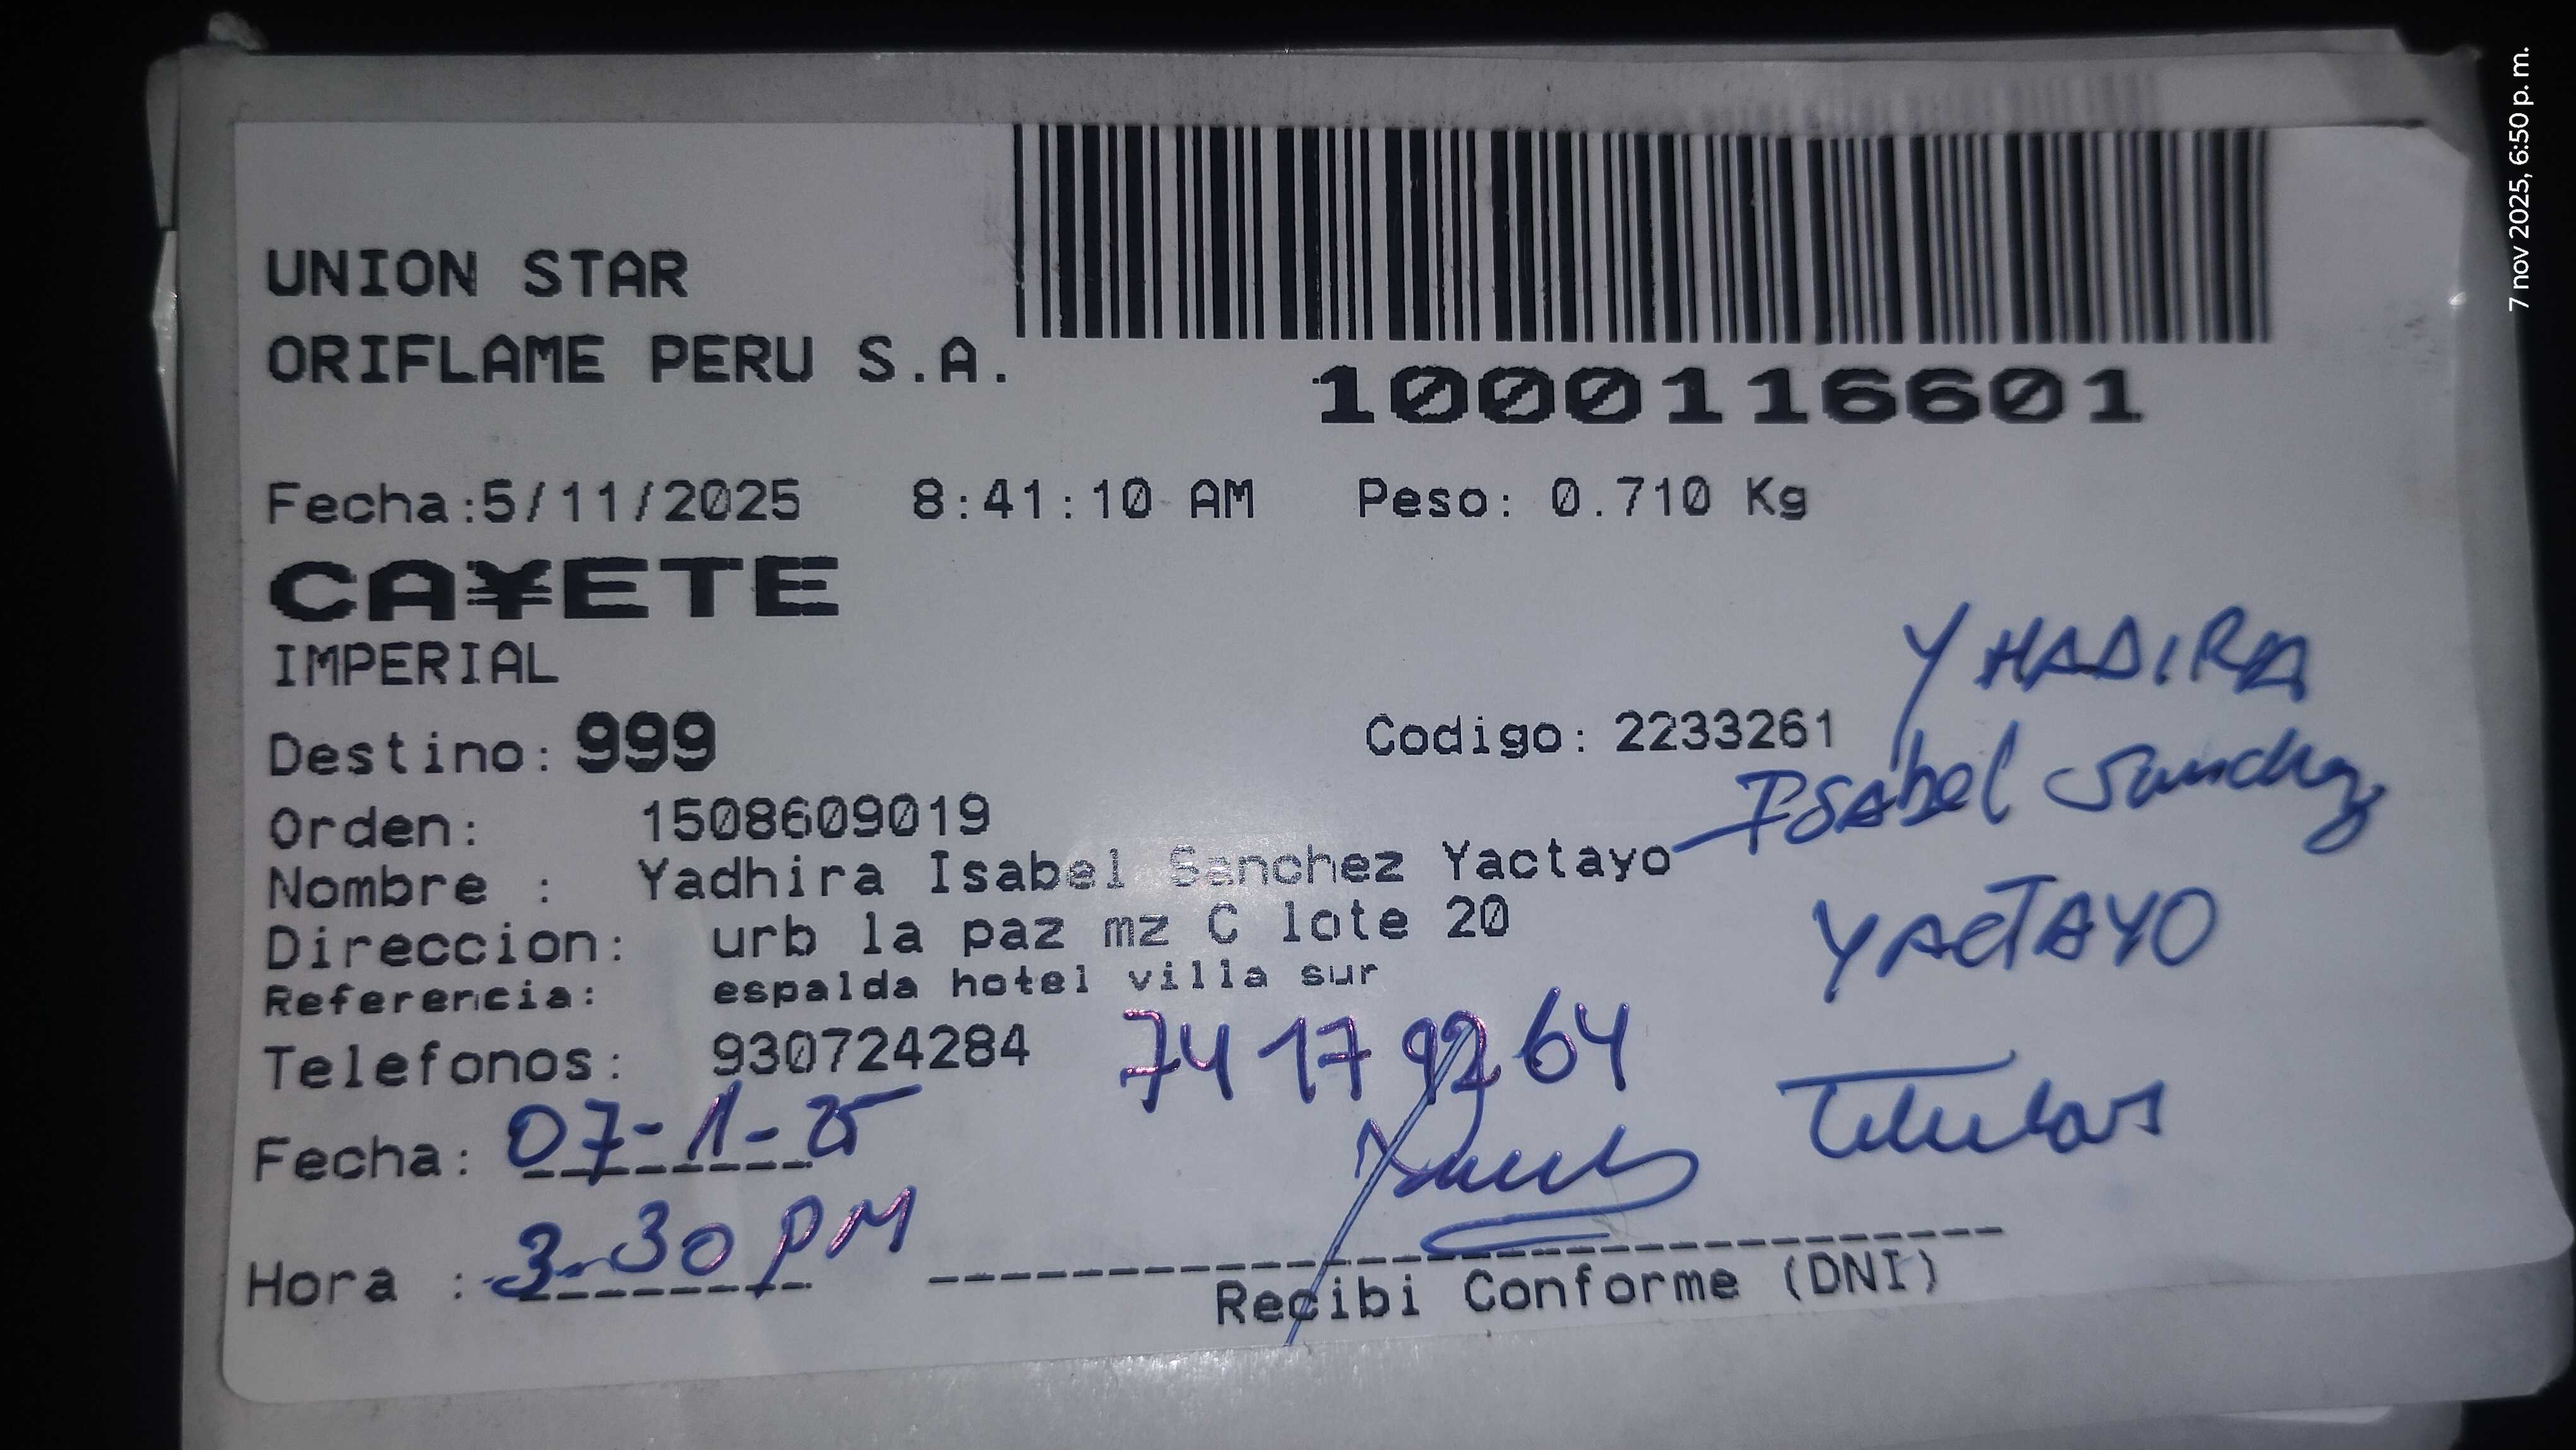 UNION STAR
ORIFLAME PERU S.A.
1000116601
Fecha:5/11/2025 8:41:10 AM Peso: 0.710 Kg
CA¥ETE
IMPERIAL
Destino: 999 Codigo: 2233261
Orden: 1508609019
Nombre : Yadhira Isabel Sanchez Yactayo
Direccion: urb la paz mz C lote 20
Referencia: espalda hotel villa sur
Telefonos: 930724284
YHADIRA
Isabel Sanchez
YACTAYO
Titular
74179264
Fecha: 07-11-25
Hora : 3-30 PM
Recibi Conforme (DNI)
7 nov 2025, 6:50 p. m.